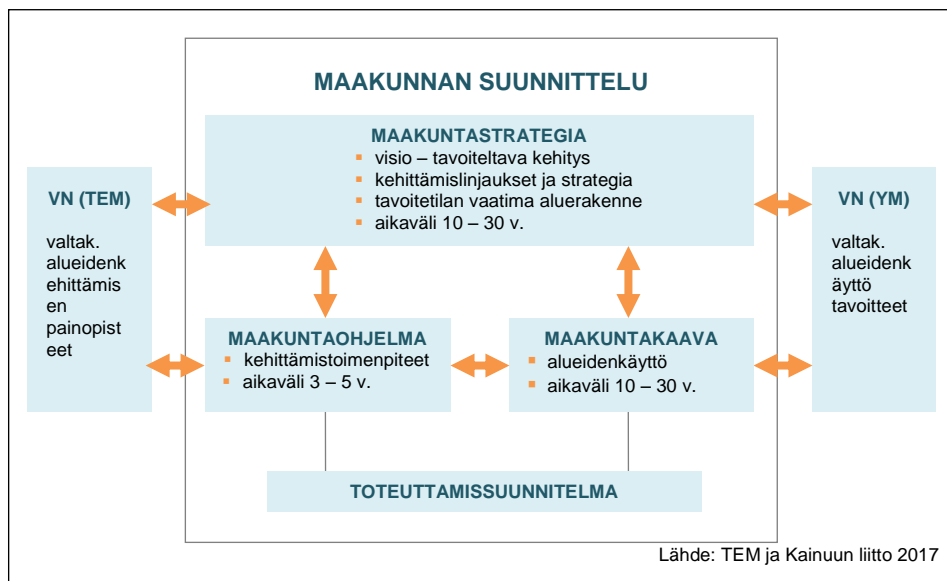 MAAKUNNAN SUUNNITTELU
MAAKUNTASTRATEGIA
▪ visio – tavoiteltava kehitys
▪ kehittämislinjaukset ja strategia
▪ tavoitetilan vaatima aluerakenne
▪ aikaväli 10 – 30 v.
VN (TEM)
valtak.
alueidenk
ehittämis
en
painopist
eet
VN (YM)
valtak.
alueidenk
äyttö
tavoitteet
MAAKUNTAOHJELMA
▪ kehittämistoimenpiteet
▪ aikaväli 3 – 5 v.
MAAKUNTAKAAVA
▪ alueidenkäyttö
▪ aikaväli 10 – 30 v.
TOTEUTTAMISSUUNNITELMA
Lähde: TEM ja Kainuun liitto 2017